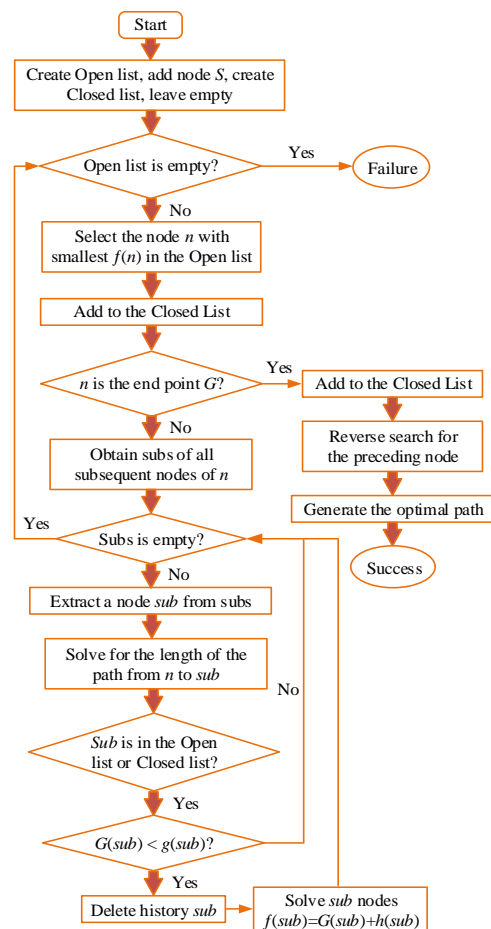 Start
Create Open list, add node S, create
Closed list, leave empty
Open list is empty?
Yes
Failure
No
Select the node n with
smallest f(n) in the Open list
Add to the Closed List
n is the end point G?
Yes
Add to the Closed List
No
Reverse search for
the preceding node
Obtain subs of all
subsequent nodes of n
Generate the optimal path
Yes
Subs is empty?
Success
No
Extract a node sub from subs
Solve for the length of the
path from n to sub
No
Sub is in the Open
list or Closed list?
Yes
G(sub) < g(sub)?
Yes
Delete history sub
Solve sub nodes
f(sub)=G(sub)+h(sub)